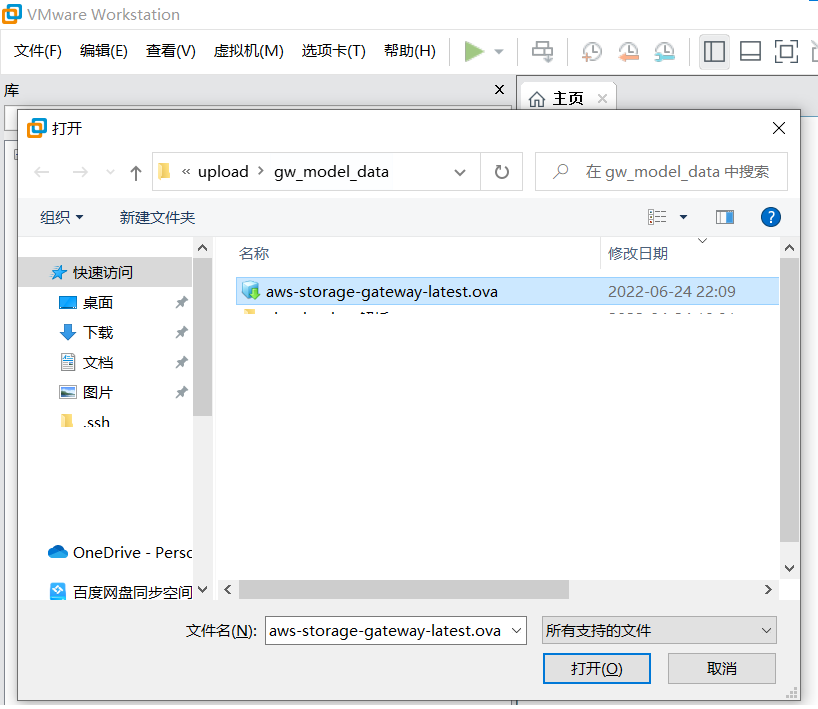 VMware Workstation
文件(F) 编辑(E) 查看(V) 虚拟机(M) 选项卡(T) 帮助(H)
库
主页
打开
« upload > gw_model_data
在 gw_model_data 中搜索
组织
新建文件夹
名称
修改日期
快速访问
桌面
下载
文档
图片
.ssh
OneDrive - Persc
百度网盘同步空间
aws-storage-gateway-latest.ova 2022-06-24 22:09
文件名(N): aws-storage-gateway-latest.ova
所有支持的文件
打开(O)
取消